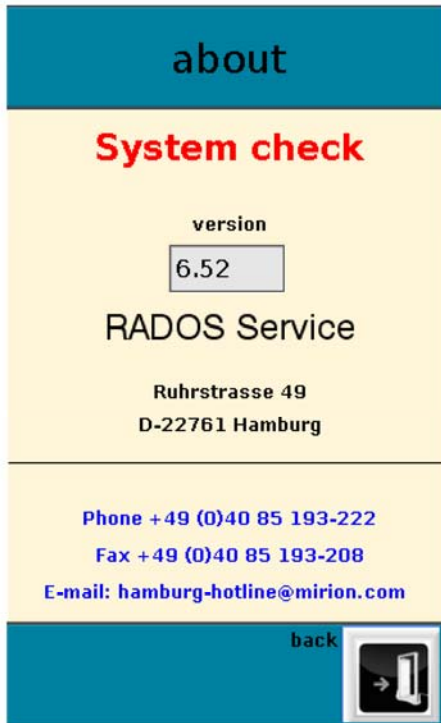 about
System check
version
6.52
RADOS Service
Ruhrstrasse 49
D-22761 Hamburg
Phone +49 (0)40 85 193-222
Fax +49 (0)40 85 193-208
E-mail: hamburg-hotline@mirion.com
back